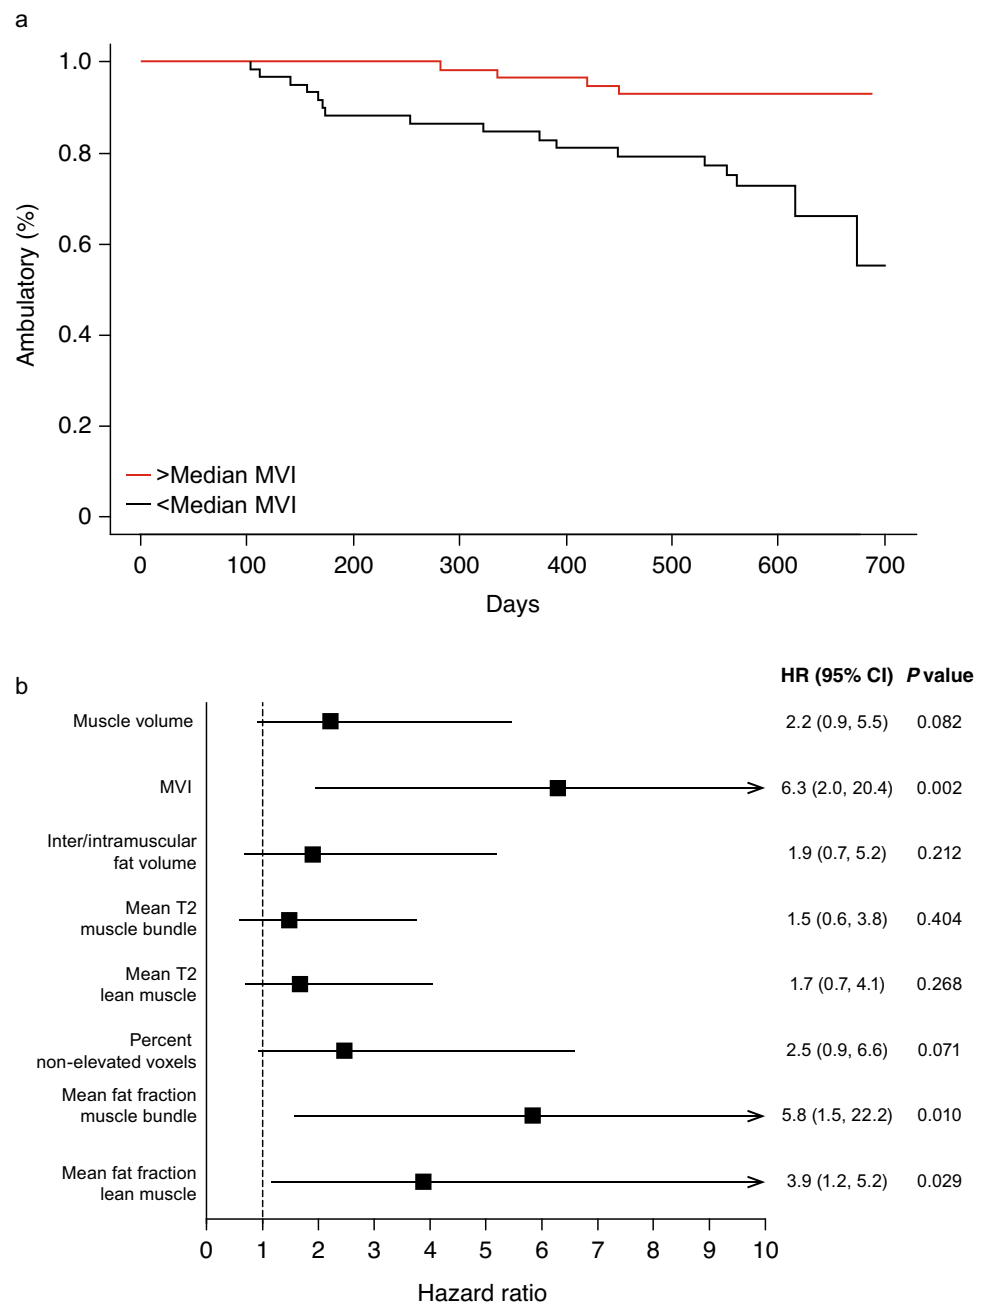 a
1.0
0.8
0.6
0.4
0.2
0
Ambulatory (%)
>Median MVI
<Median MVI
0 100 200 300 400 500 600 700
Days
b
HR (95% CI) P value
Muscle volume 2.2 (0.9, 5.5) 0.082
MVI 6.3 (2.0, 20.4) 0.002
Inter/intramuscular
fat volume 1.9 (0.7, 5.2) 0.212
Mean T2
muscle bundle 1.5 (0.6, 3.8) 0.404
Mean T2
lean muscle 1.7 (0.7, 4.1) 0.268
Percent
non-elevated voxels 2.5 (0.9, 6.6) 0.071
Mean fat fraction
muscle bundle 5.8 (1.5, 22.2) 0.010
Mean fat fraction
lean muscle 3.9 (1.2, 5.2) 0.029
0 1 2 3 4 5 6 7 8 9 10
Hazard ratio